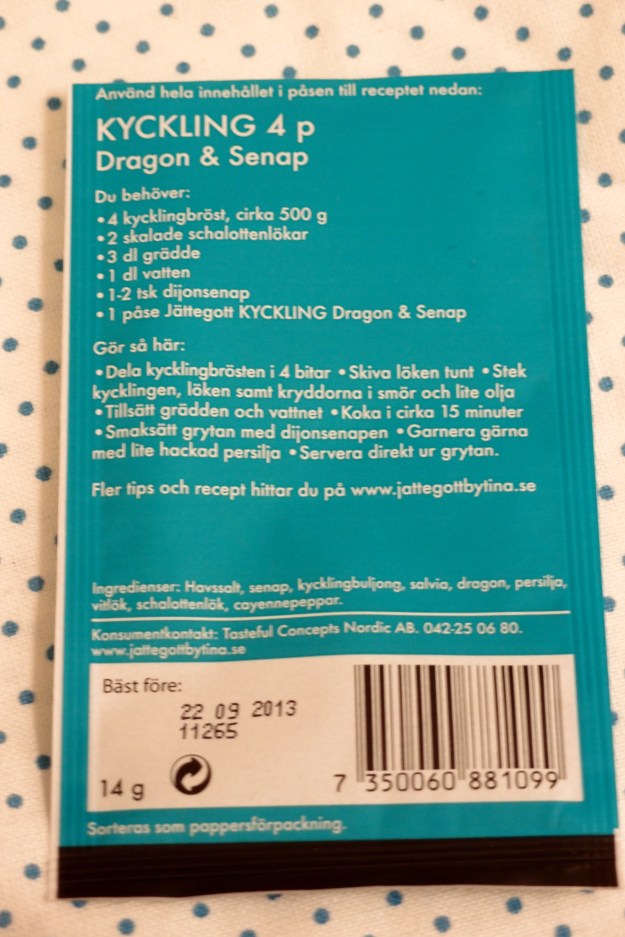 Använd hela innehållet i påsen till receptet nedan:
KYCKLING 4 p
Dragon & Senap
Du behöver:
• 4 kycklingbröst, cirka 500 g
• 2 skalade schalottenlökar
• 3 dl grädde
• 1 dl vatten
• 1-2 tsk dijonsenap
• 1 påse Jättegott KYCKLING Dragon & Senap
Gör så här:
• Dela kycklingbrösten i 4 bitar • Skiva löken tunt • Stek
kycklingen, löken samt kryddorna i smör och lite olja
• Tillsätt grädden och vattnet • Koka i cirka 15 minuter
• Smaksätt grytan med dijonsenapen • Garnera gärna
med lite hackad persilja • Servera direkt ur grytan.
Fler tips och recept hittar du på www.jattegottbytina.se
Ingredienser: Havssalt, senap, kycklingbuljong, salvia, dragon, persilja,
vitlök, schalottenlök, cayennepeppar.
Konsumentkontakt: Tasteful Concepts Nordic AB. 042-25 06 80.
www.jattegottbytina.se
Bäst före:
22 09 2013
11265
14 g
7 350060 881099
Sorteras som pappersförpackning.